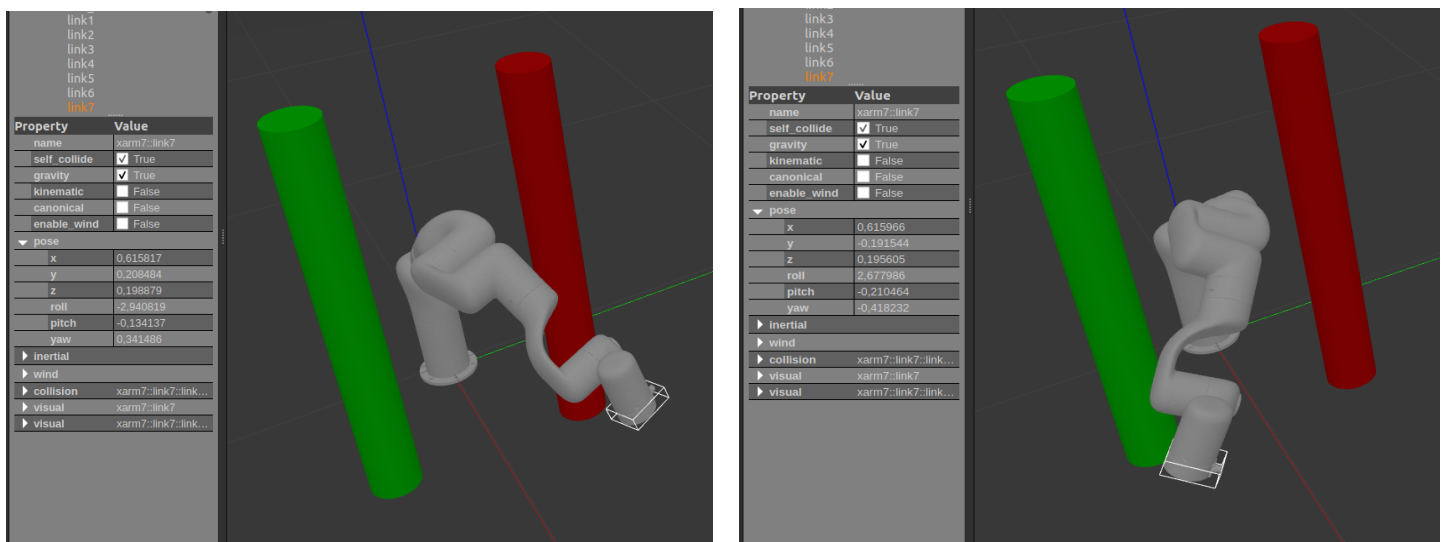 link1
link2
link3
link4
link5
link6
link7
Property Value
name xarm7::link7
self_collide True
gravity True
kinematic False
canonical False
enable_wind False
pose
x 0,615817
y 0,208484
z 0,198879
roll -2,940819
pitch -0,134137
yaw 0,341486
inertial
wind
collision xarm7::link7::link...
visual xarm7::link7
visual xarm7::link7::link...
link3
link4
link5
link6
link7
Property Value
name xarm7::link7
self_collide True
gravity True
kinematic False
canonical False
enable_wind False
pose
x 0,615966
y -0,191544
z 0,195605
roll 2,677986
pitch -0,210464
yaw -0,418232
inertial
wind
collision xarm7::link7::link...
visual xarm7::link7
visual xarm7::link7::link...